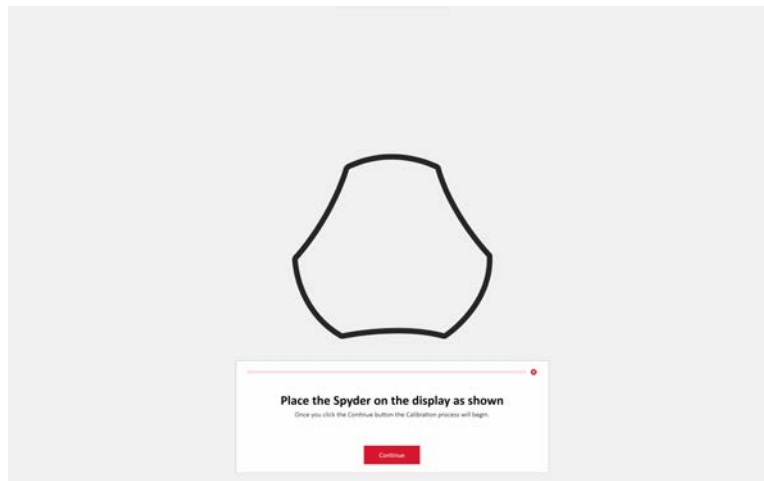 Place the Spyder on the display as shown
Once you click the Continue button the Calibration process will begin.
Continue